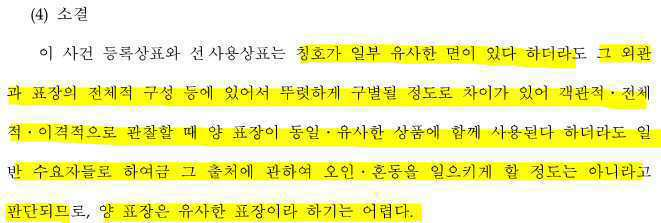 (4) 소결
이 사건 등록상표와 선사용상표는 칭호가 일부 유사한 면이 있다 하더라도 그 외관
과 표장의 전체적 구성 등에 있어서 뚜렷하게 구별될 정도로 차이가 있어 객관적·전체
적·이격적으로 관찰할 때 양 표장이 동일·유사한 상품에 함께 사용된다 하더라도 일
반 수요자들로 하여금 그 출처에 관하여 오인·혼동을 일으키게 할 정도는 아니라고
판단되므로, 양 표장은 유사한 표장이라 하기는 어렵다.